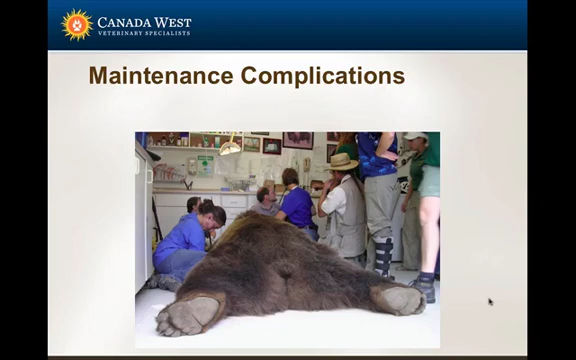 CANADA WEST
VETERINARY SPECIALISTS
Maintenance Complications